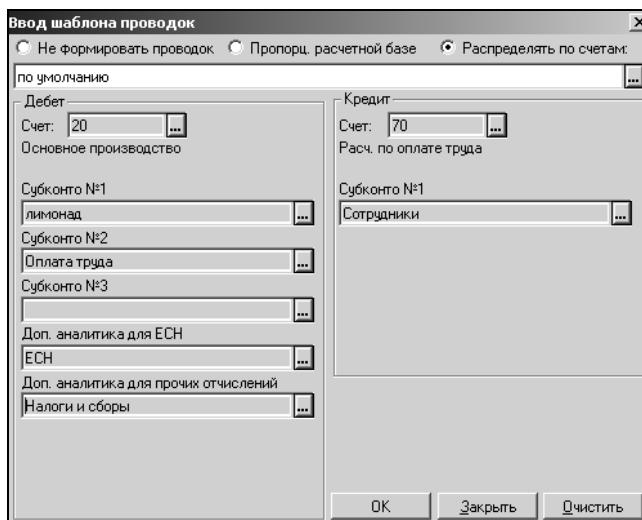 Ввод шаблона проводок
Не формировать проводок Пропорц. расчетной базе Распределять по счетам:
по умолчанию ...
Дебет
Счет: 20 ...
Основное производство
Субконто №1
лимонад ...
Субконто №2
Оплата труда ...
Субконто №3
...
Доп. аналитика для ЕСН
ЕСН ...
Доп. аналитика для прочих отчислений
Налоги и сборы ...
Кредит
Счет: 70 ...
Расч. по оплате труда
Субконто №1
Сотрудники ...
OK Закрыть Очистить